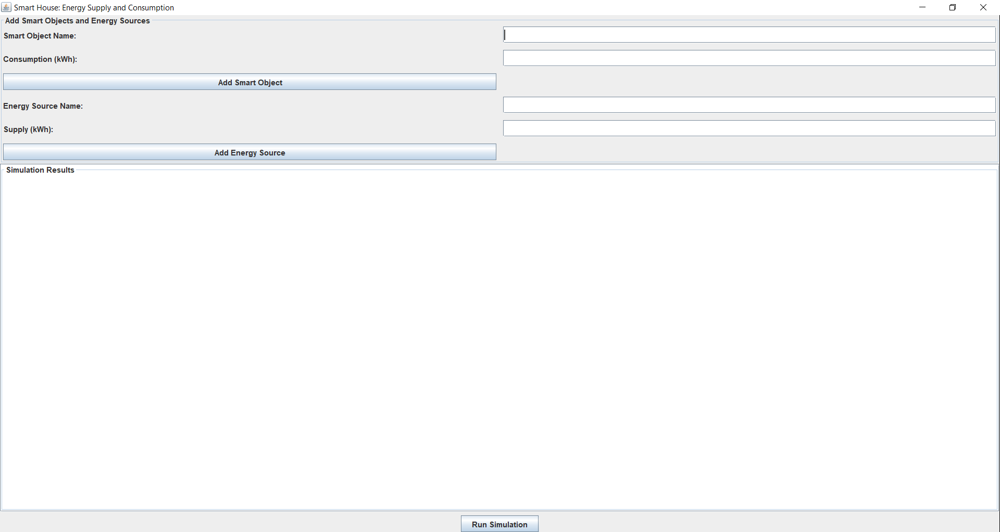 Smart House: Energy Supply and Consumption
Add Smart Objects and Energy Sources
Smart Object Name:
Consumption (kWh):
Add Smart Object
Energy Source Name:
Supply (kWh):
Add Energy Source
Simulation Results
Run Simulation